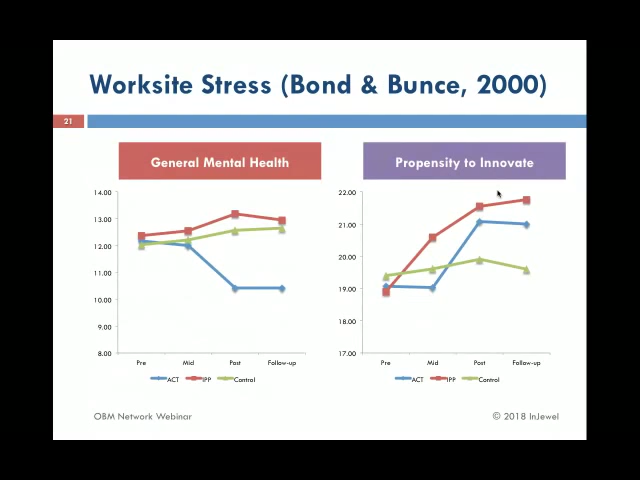 Worksite Stress (Bond & Bunce, 2000)
21
General Mental Health
14.00
13.00
12.00
11.00
10.00
9.00
8.00
Pre Mid Post Follow-up
ACT IPP Control
Propensity to Innovate
22.00
21.00
20.00
19.00
18.00
17.00
Pre Mid Post Follow-up
ACT IPP Control
OBM Network Webinar
© 2018 InJewel